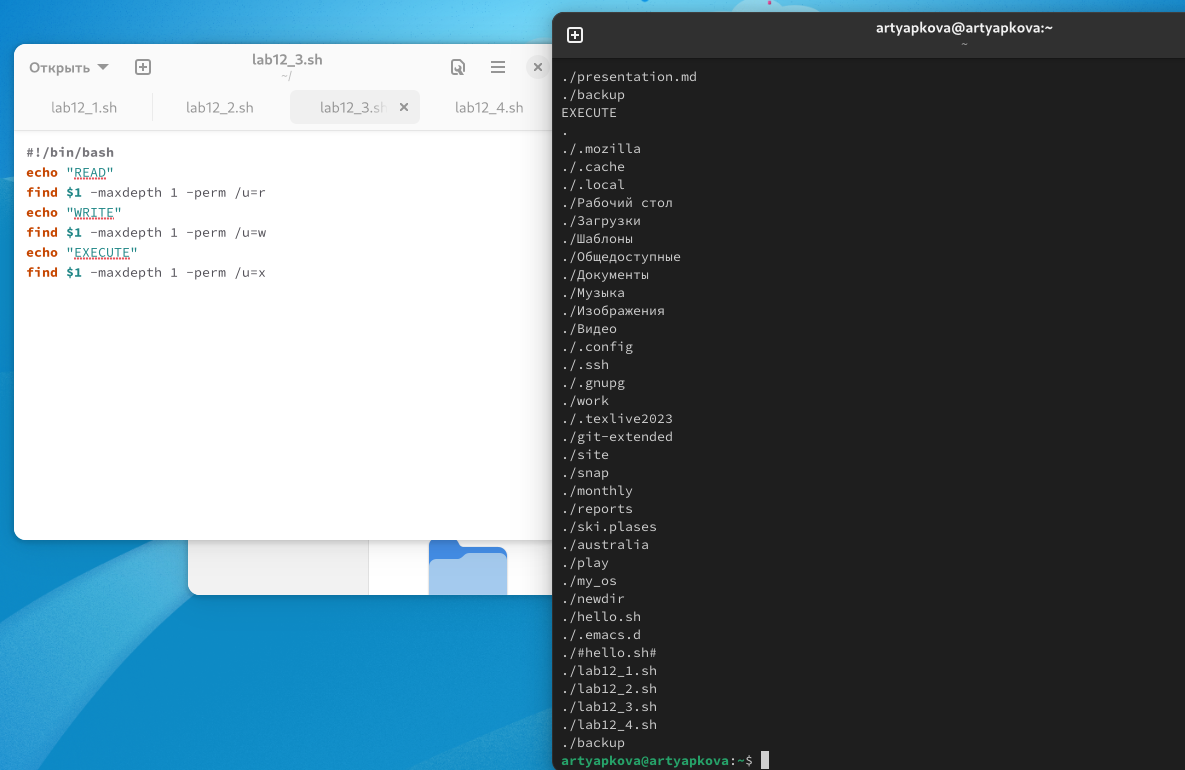 Открыть
lab12_3.sh
~/
lab12_1.sh
lab12_2.sh
lab12_3.sh
lab12_4.sh
#!/bin/bash
echo "READ"
find $1 -maxdepth 1 -perm /u=r
echo "WRITE"
find $1 -maxdepth 1 -perm /u=w
echo "EXECUTE"
find $1 -maxdepth 1 -perm /u=x
artyapkova@artyapkova:~
~
./presentation.md
./backup
EXECUTE
.
./.mozilla
./.cache
./.local
./Рабочий стол
./Загрузки
./Шаблоны
./Общедоступные
./Документы
./Музыка
./Изображения
./Видео
./.config
./.ssh
./.gnupg
./work
./.texlive2023
./git-extended
./site
./snap
./monthly
./reports
./ski.plases
./australia
./play
./my_os
./newdir
./hello.sh
./.emacs.d
./#hello.sh#
./lab12_1.sh
./lab12_2.sh
./lab12_3.sh
./lab12_4.sh
./backup
artyapkova@artyapkova:~$